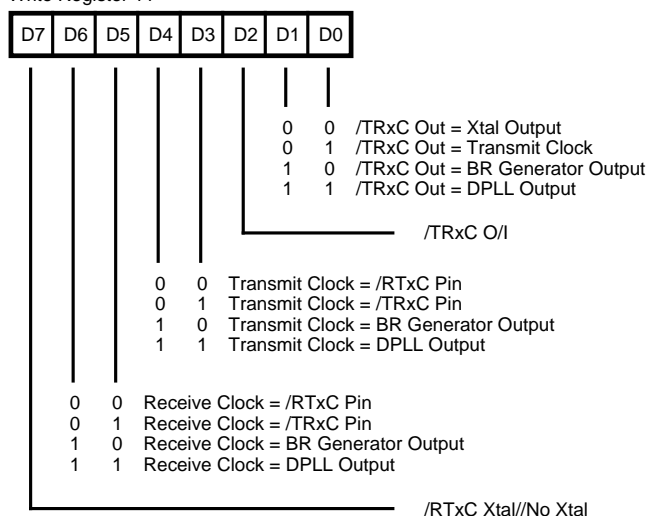 D7 D6 D5 D4 D3 D2 D1 D0
0 0 /TRxC Out = Xtal Output
0 1 /TRxC Out = Transmit Clock
1 0 /TRxC Out = BR Generator Output
1 1 /TRxC Out = DPLL Output
/TRxC O/I
0 0 Transmit Clock = /RTxC Pin
0 1 Transmit Clock = /TRxC Pin
1 0 Transmit Clock = BR Generator Output
1 1 Transmit Clock = DPLL Output
0 0 Receive Clock = /RTxC Pin
0 1 Receive Clock = /TRxC Pin
1 0 Receive Clock = BR Generator Output
1 1 Receive Clock = DPLL Output
/RTxC Xtal//No Xtal